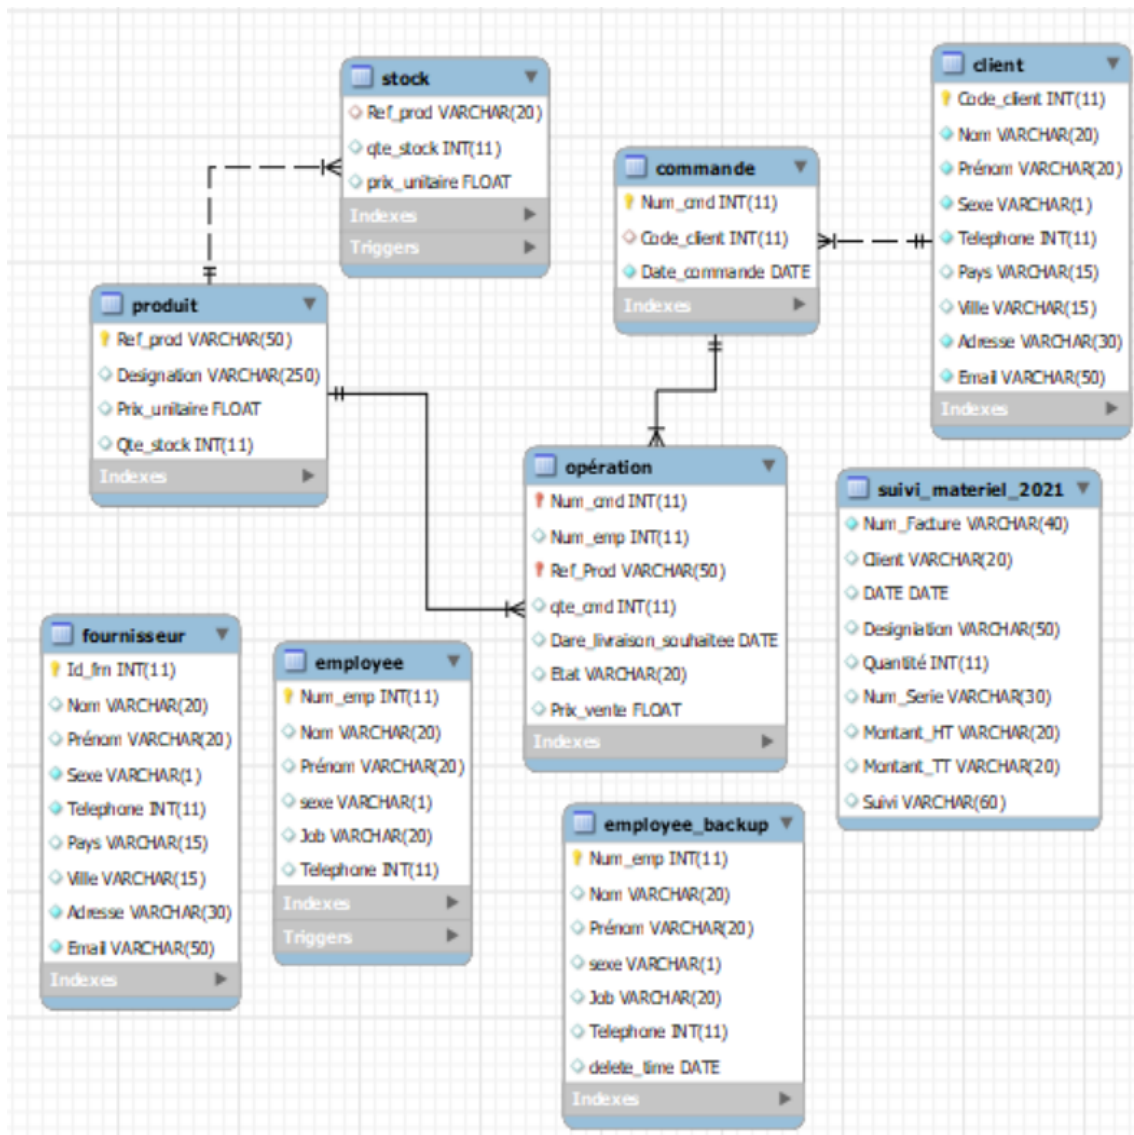 stock
Ref_prod VARCHAR(20)
qte_stock INT(11)
prix_unitaire FLOAT
Indexes
Triggers
client
Code_client INT(11)
Nom VARCHAR(20)
Prénom VARCHAR(20)
Sexe VARCHAR(1)
Telephone INT(11)
Pays VARCHAR(15)
Ville VARCHAR(15)
Adresse VARCHAR(30)
Email VARCHAR(50)
Indexes
commande
Num_cmd INT(11)
Code_client INT(11)
Date_commande DATE
Indexes
produit
Ref_prod VARCHAR(50)
Designation VARCHAR(250)
Prix_unitaire FLOAT
Qte_stock INT(11)
Indexes
opération
Num_cmd INT(11)
Num_emp INT(11)
Ref_Prod VARCHAR(50)
qte_cmd INT(11)
Dare_livraison_souhaitee DATE
Etat VARCHAR(20)
Prix_vente FLOAT
Indexes
suivi_materiel_2021
Num_Facture VARCHAR(40)
Client VARCHAR(20)
DATE DATE
Designiation VARCHAR(50)
Quantité INT(11)
Num_Serie VARCHAR(30)
Montant_HT VARCHAR(20)
Montant_TT VARCHAR(20)
Suivi VARCHAR(60)
fournisseur
Id_frn INT(11)
Nom VARCHAR(20)
Prénom VARCHAR(20)
Sexe VARCHAR(1)
Telephone INT(11)
Pays VARCHAR(15)
Ville VARCHAR(15)
Adresse VARCHAR(30)
Email VARCHAR(50)
Indexes
employee
Num_emp INT(11)
Nom VARCHAR(20)
Prénom VARCHAR(20)
sexe VARCHAR(1)
Job VARCHAR(20)
Telephone INT(11)
Indexes
Triggers
employee_backup
Num_emp INT(11)
Nom VARCHAR(20)
Prénom VARCHAR(20)
sexe VARCHAR(1)
Job VARCHAR(20)
Telephone INT(11)
delete_time DATE
Indexes